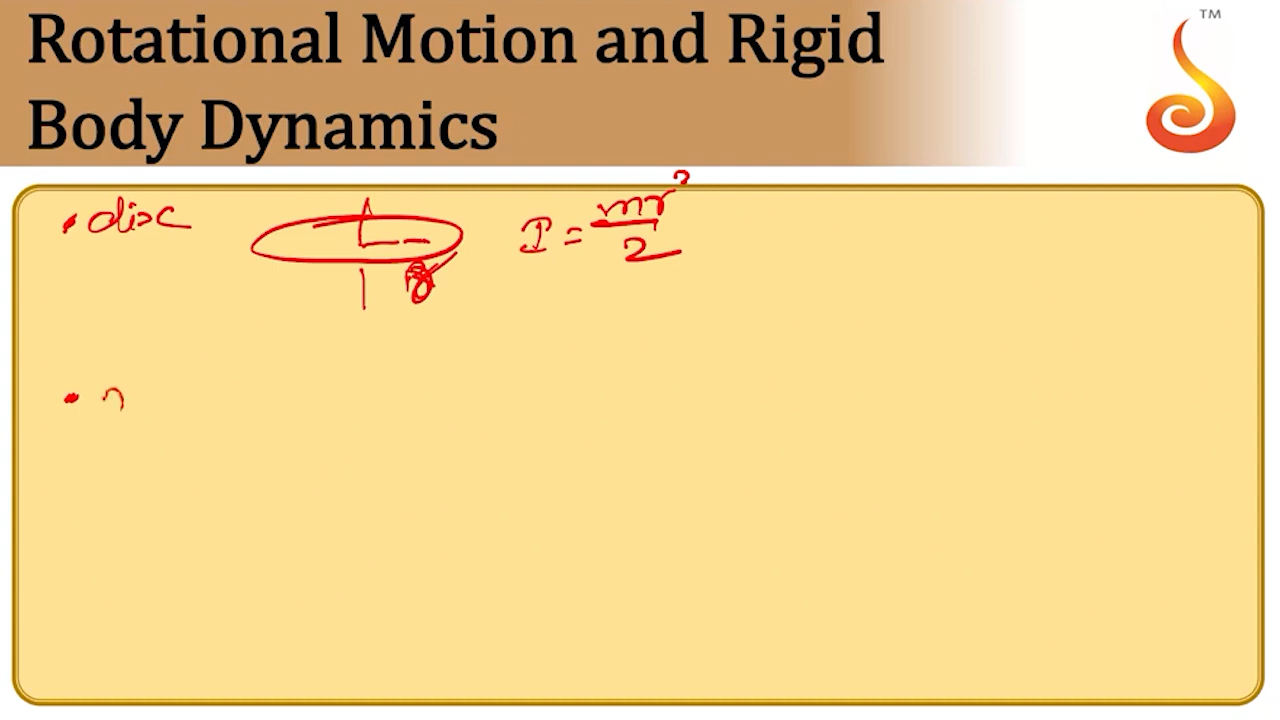 Rotational Motion and Rigid
Body Dynamics
TM
• disc I = mr²/2
•